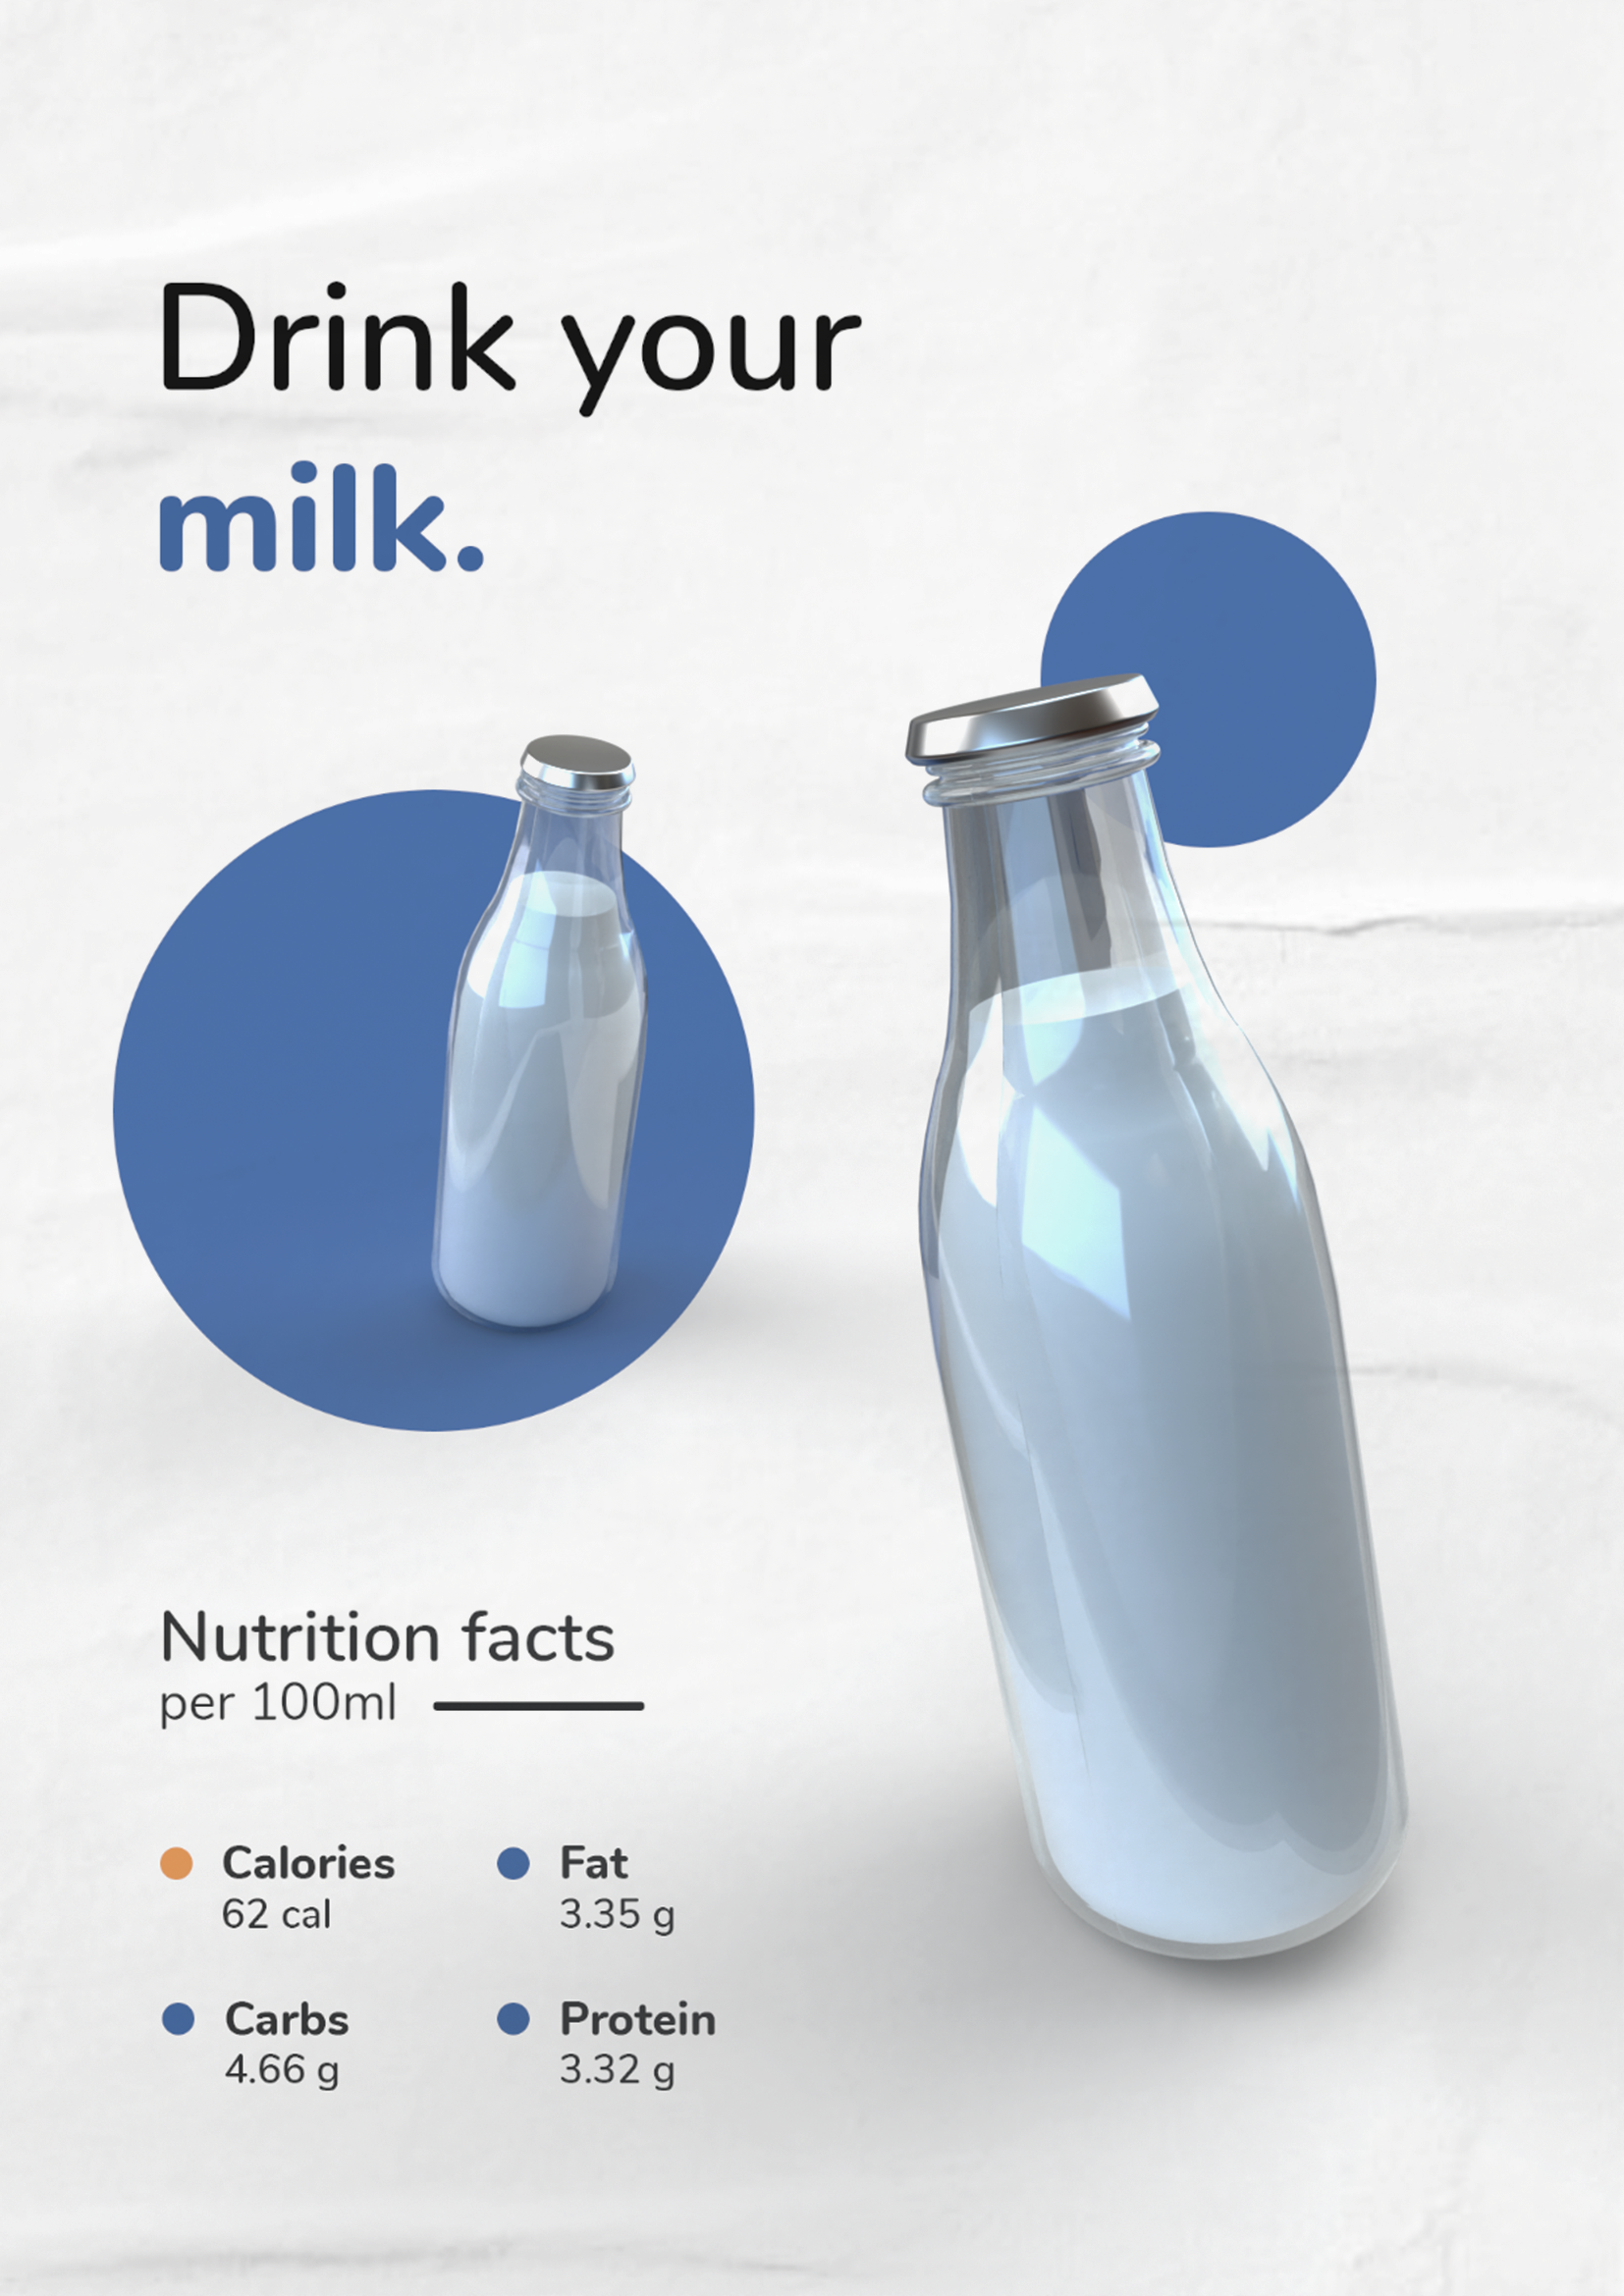 Drink your
milk.
Nutrition facts
per 100ml
Calories
62 cal
Fat
3.35 g
Carbs
4.66 g
Protein
3.32 g